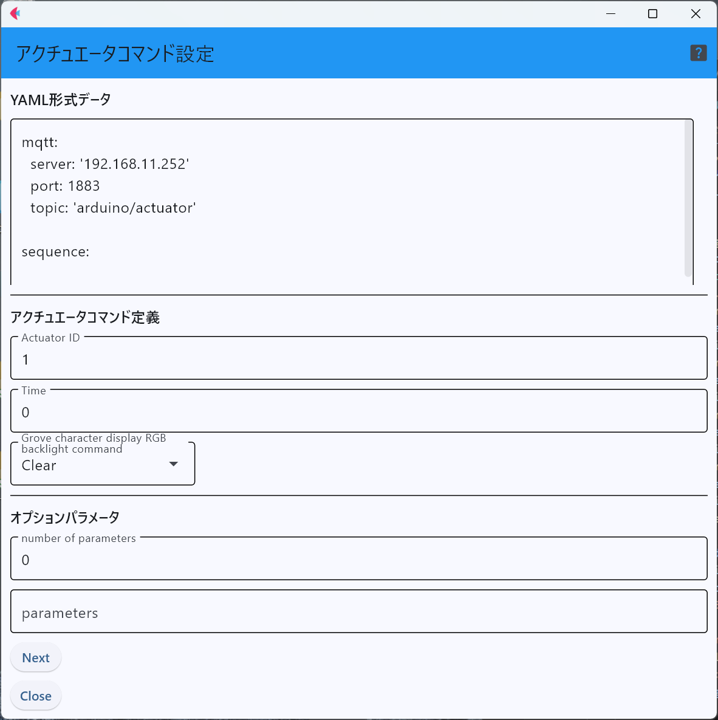 アクチュエータコマンド設定
?
YAML形式データ
mqtt:
  server: '192.168.11.252'
  port: 1883
  topic: 'arduino/actuator'
sequence:
アクチュエータコマンド定義
Actuator ID
1
Time
0
Grove character display RGB
backlight command
Clear
オプションパラメータ
number of parameters
0
parameters
Next
Close